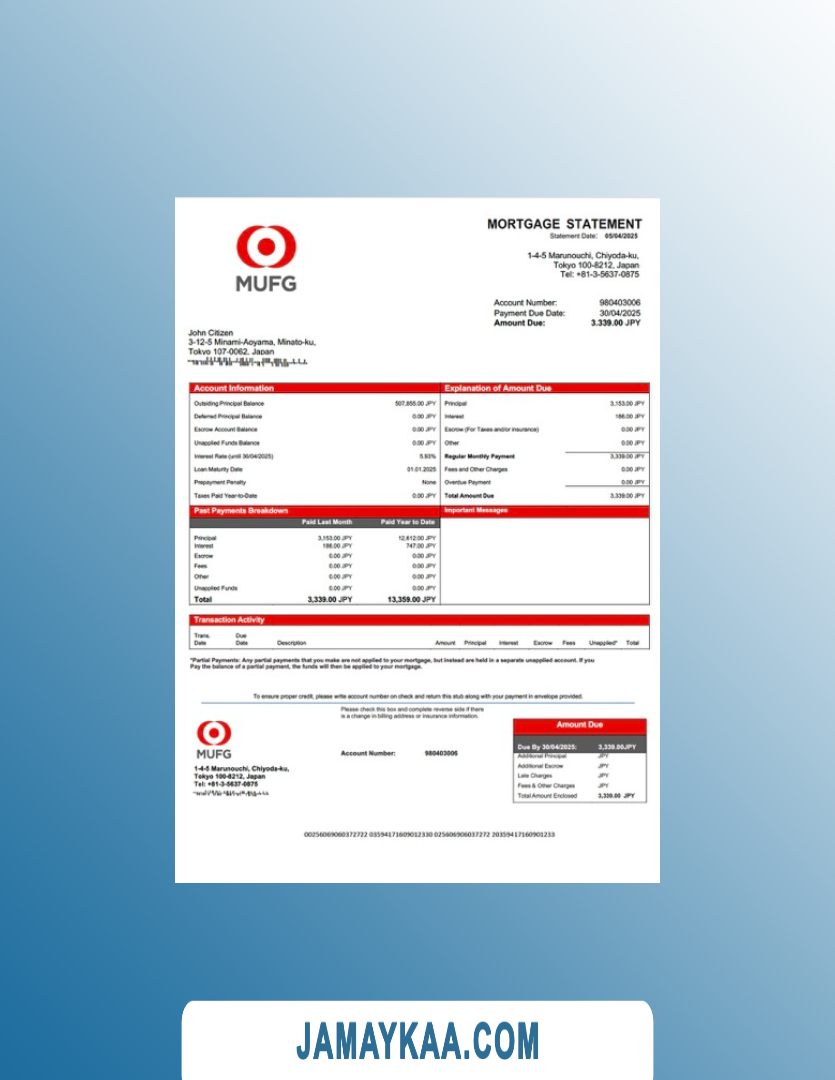 MUFG
MORTGAGE STATEMENT
Statement Date: 05/04/2025
1-4-5 Marunouchi, Chiyoda-ku,
Tokyo 100-8212, Japan
Tel: +81-3-5637-0875
Account Number: 980403006
Payment Due Date: 30/04/2025
Amount Due: 3.339.00 JPY
John Citizen
3-12-5 Minami-Aoyama, Minato-ku,
Tokyo 107-0062, Japan
Account Information
Outsiding Principal Balance 507,855.00 JPY
Deferred Principal Balance 0.00 JPY
Escrow Account Balance 0.00 JPY
Unapplied Funds Balance 0.00 JPY
Interest Rate (until 30/04/2025) 5.93%
Loan Maturity Date 01.01.2025
Prepayment Penalty None
Taxes Paid Year-to-Date 0.00 JPY
Explanation of Amount Due
Principal 3,153.00 JPY
Interest 186.00 JPY
Escrow (For Taxes and/or insurance) 0.00 JPY
Other 0.00 JPY
Regular Monthly Payment 3,339.00 JPY
Fees and Other Charges 0.00 JPY
Overdue Payment 0.00 JPY
Total Amount Due 3,339.00 JPY
Past Payments Breakdown
Paid Last Month Paid Year to Date
Principal 3,153.00 JPY 12,612.00 JPY
Interest 186.00 JPY 747.00 JPY
Escrow 0.00 JPY 0.00 JPY
Fees 0.00 JPY 0.00 JPY
Other 0.00 JPY 0.00 JPY
Unapplied Funds 0.00 JPY 0.00 JPY
Total 3,339.00 JPY 13,359.00 JPY
Important Messages
Transaction Activity
Trans. Date Due Date Description Amount Principal Interest Escrow Fees Unapplied* Total
*Partial Payments: Any partial payments that you make are not applied to your mortgage, but instead are held in a separate unapplied account. If you
Pay the balance of a partial payment, the funds will then be applied to your mortgage.
To ensure proper credit, please write account number on check and return this stub along with your payment in envelope provided.
Please check this box and complete reverse side if there
is a change in billing address or insurance information.
MUFG
1-4-5 Marunouchi, Chiyoda-ku,
Tokyo 100-8212, Japan
Tel: +81-3-5637-0875
Account Number: 980403006
Amount Due
Due By 30/04/2025: 3,339.00JPY
Additional Principal JPY
Additional Escrow JPY
Late Charges JPY
Fees & Other Charges JPY
Total Amount Enclosed 3,339.00 JPY
00256069060372722 03594171609012330 025606906037272 20359417160901233
JAMAYKAA.COM